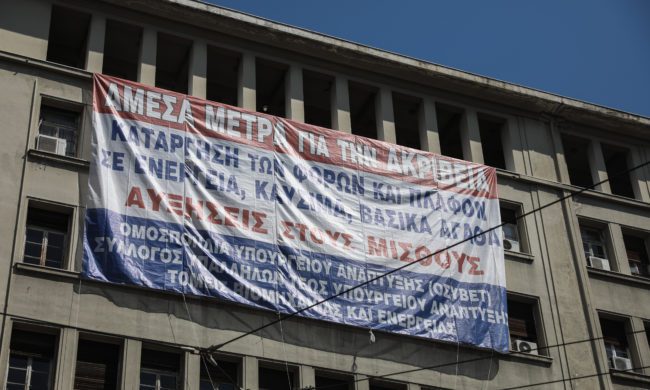 ΑΜΕΣΑ ΜΕΤΡΑ ΓΙΑ ΤΗΝ ΑΚΡΙΒΕΙΑ
ΚΑΤΑΡΓΗΣΗ ΤΩΝ ΦΟΡΩΝ ΚΑΙ ΠΛΑΦΟΝ
ΣΕ ΕΝΕΡΓΕΙΑ, ΚΑΥΣΙΜΑ, ΒΑΣΙΚΑ ΑΓΑΘΑ
ΑΥΞΗΣΕΙΣ ΣΤΟΥΣ ΜΙΣΘΟΥΣ
ΟΜΟΣΠΟΝΔΙΑ ΥΠΟΥΡΓΕΙΟΥ ΑΝΑΠΤΥΞΗΣ (ΟΣΥΒΕΤ)
ΣΥΛΛΟΓΟΣ ΥΠΑΛΛΗΛΩΝ ΥΠΟΥΡΓΕΙΟΥ ΑΝΑΠΤΥΞΗΣ
ΤΟΜΕΙΣ ΒΙΟΜΗΧΑΝΙΑΣ ΚΑΙ ΕΝΕΡΓΕΙΑΣ